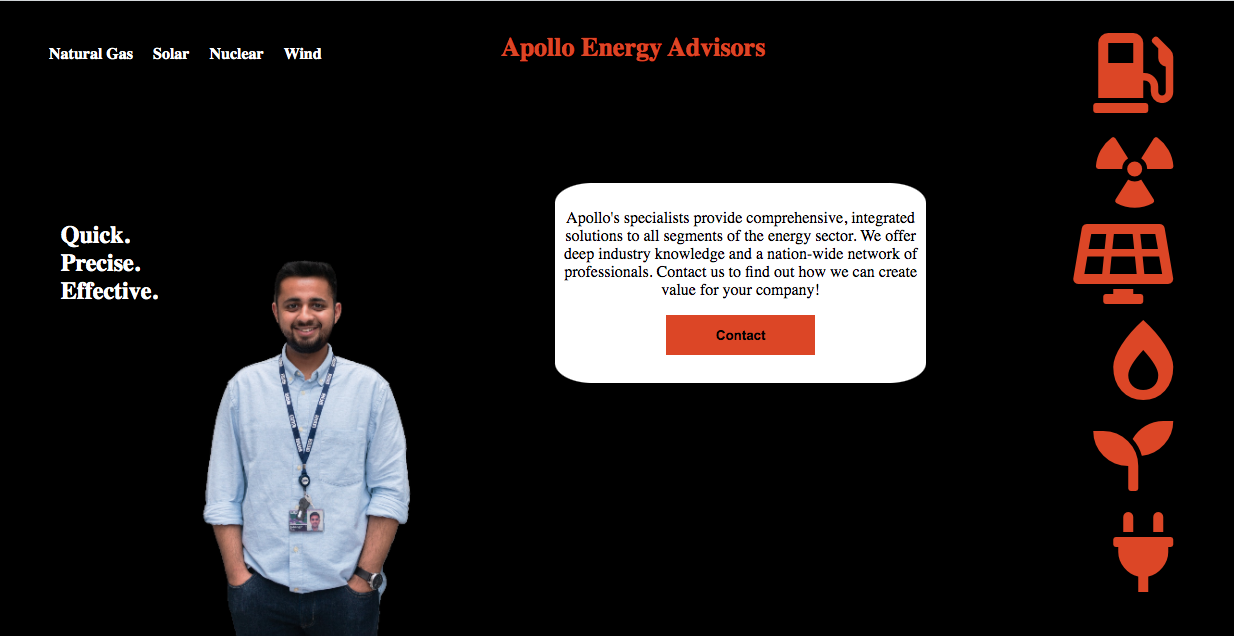 Natural Gas Solar Nuclear Wind
Apollo Energy Advisors
Quick.
Precise.
Effective.
Apollo's specialists provide comprehensive, integrated
solutions to all segments of the energy sector. We offer
deep industry knowledge and a nation-wide network of
professionals. Contact us to find out how we can create
value for your company!
Contact